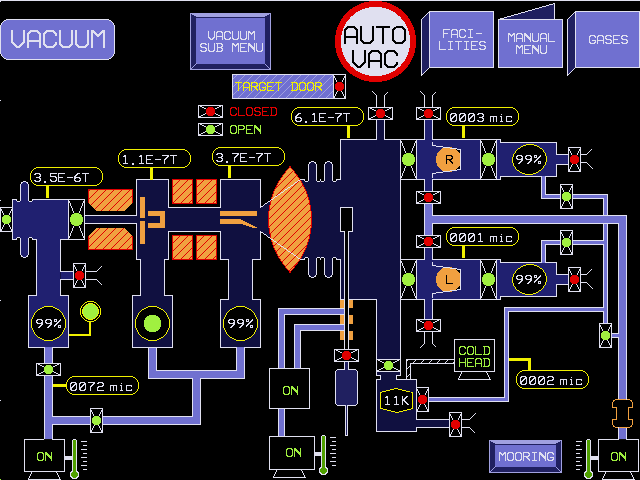 VACUUM
VACUUM
SUB MENU
AUTO
VAC
FACI-
LITIES
MANUAL
MENU
GASES
TARGET DOOR
CLOSED
OPEN
6.1E-7T
0003 mic
1.1E-7T
3.7E-7T
3.5E-6T
R
99%
0001 mic
L
99%
99%
99%
COLD
HEAD
0072 mic
0002 mic
ON
11K
ON
ON
MOORING
ON